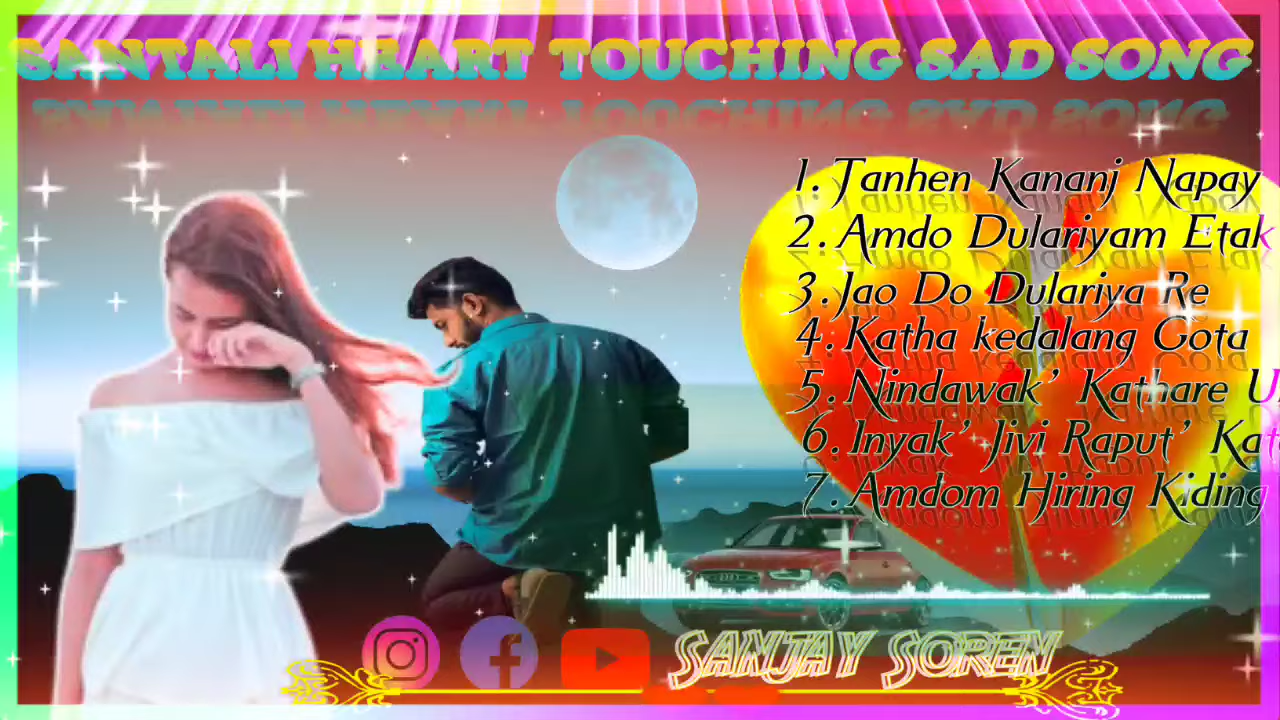 SANTALI HEART TOUCHING SAD SONG
1. Tanhen Kananj Napay
2. Amdo Dulariyam Etak
3. Jao Do Dulariya Re
4. Katha kedalang Gota
5. Nindawak' Kathare
6. Inyak' Jivi Raput'
7. Amdom Hiring Kiding
SANJAY SOREN